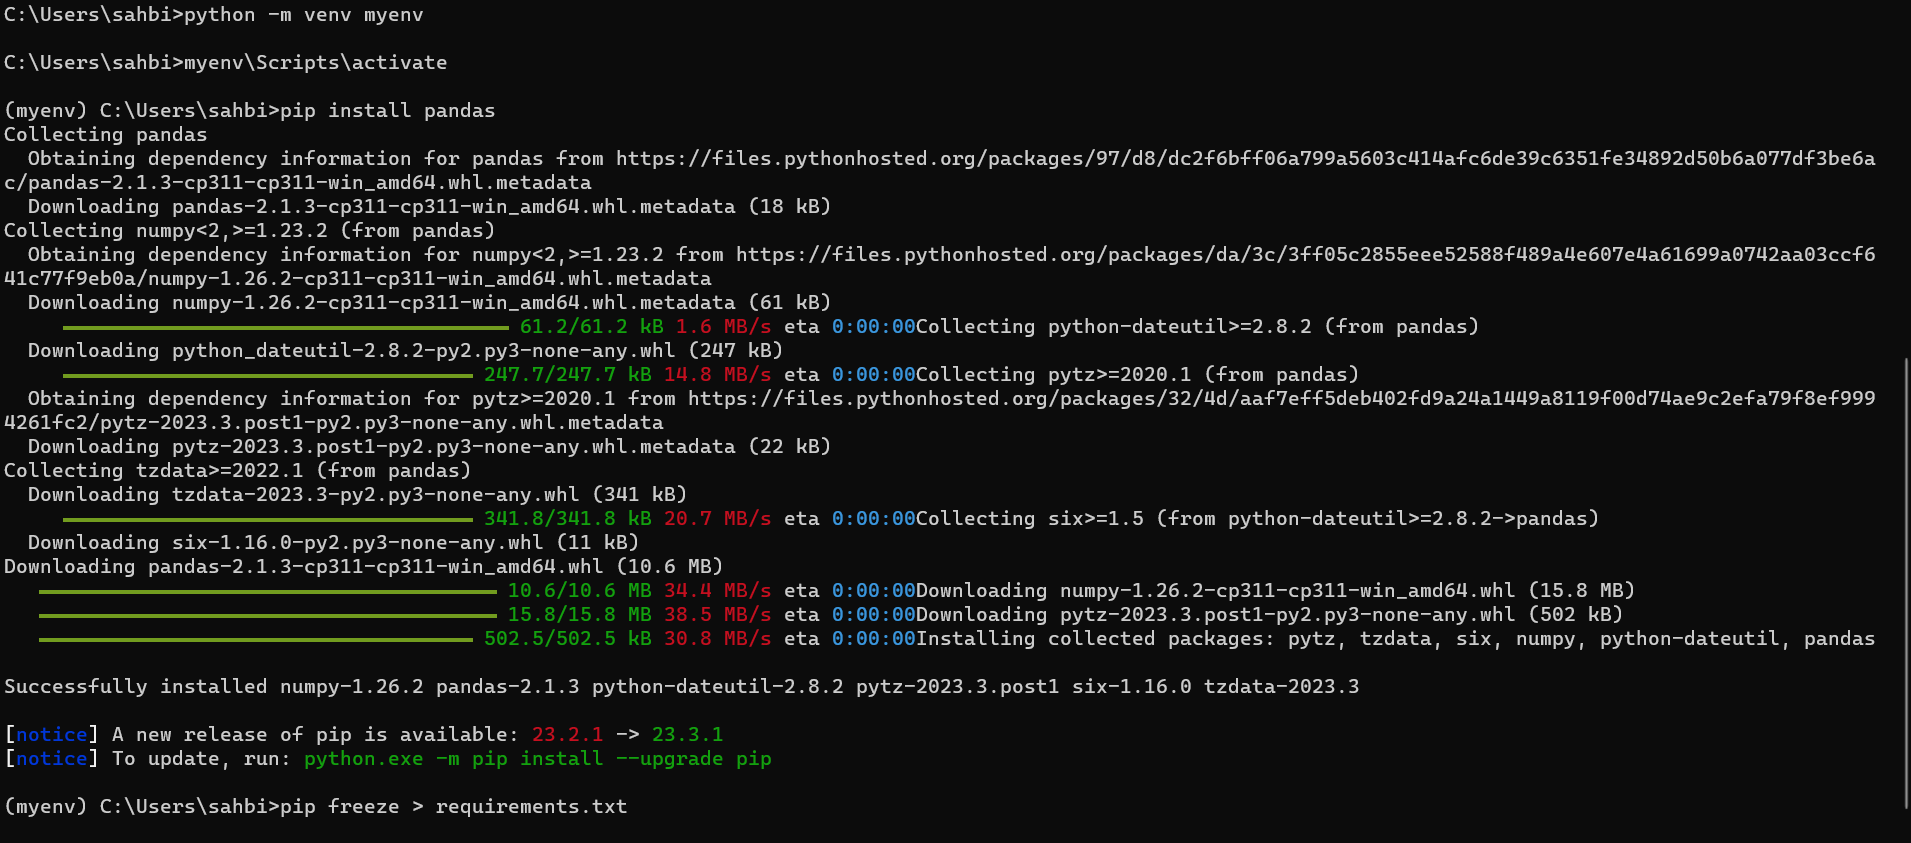 C:\Users\sahbi>python -m venv myenv
C:\Users\sahbi>myenv\Scripts\activate
(myenv) C:\Users\sahbi>pip install pandas
Collecting pandas
  Obtaining dependency information for pandas from https://files.pythonhosted.org/packages/97/d8/dc2f6bff06a799a5603c414afc6de39c6351fe34892d50b6a077df3be6a
c/pandas-2.1.3-cp311-cp311-win_amd64.whl.metadata
  Downloading pandas-2.1.3-cp311-cp311-win_amd64.whl.metadata (18 kB)
Collecting numpy<2,>=1.23.2 (from pandas)
  Obtaining dependency information for numpy<2,>=1.23.2 from https://files.pythonhosted.org/packages/da/3c/3ff05c2855eee52588f489a4e607e4a61699a0742aa03ccf6
41c77f9eb0a/numpy-1.26.2-cp311-cp311-win_amd64.whl.metadata
  Downloading numpy-1.26.2-cp311-cp311-win_amd64.whl.metadata (61 kB)
61.2/61.2 kB 1.6 MB/s eta 0:00:00Collecting python-dateutil>=2.8.2 (from pandas)
  Downloading python_dateutil-2.8.2-py2.py3-none-any.whl (247 kB)
247.7/247.7 kB 14.8 MB/s eta 0:00:00Collecting pytz>=2020.1 (from pandas)
  Obtaining dependency information for pytz>=2020.1 from https://files.pythonhosted.org/packages/32/4d/aaf7eff5deb402fd9a24a1449a8119f00d74ae9c2efa79f8ef999
4261fc2/pytz-2023.3.post1-py2.py3-none-any.whl.metadata
  Downloading pytz-2023.3.post1-py2.py3-none-any.whl.metadata (22 kB)
Collecting tzdata>=2022.1 (from pandas)
  Downloading tzdata-2023.3-py2.py3-none-any.whl (341 kB)
341.8/341.8 kB 20.7 MB/s eta 0:00:00Collecting six>=1.5 (from python-dateutil>=2.8.2->pandas)
  Downloading six-1.16.0-py2.py3-none-any.whl (11 kB)
Downloading pandas-2.1.3-cp311-cp311-win_amd64.whl (10.6 MB)
10.6/10.6 MB 34.4 MB/s eta 0:00:00Downloading numpy-1.26.2-cp311-cp311-win_amd64.whl (15.8 MB)
15.8/15.8 MB 38.5 MB/s eta 0:00:00Downloading pytz-2023.3.post1-py2.py3-none-any.whl (502 kB)
502.5/502.5 kB 30.8 MB/s eta 0:00:00Installing collected packages: pytz, tzdata, six, numpy, python-dateutil, pandas
Successfully installed numpy-1.26.2 pandas-2.1.3 python-dateutil-2.8.2 pytz-2023.3.post1 six-1.16.0 tzdata-2023.3
[notice] A new release of pip is available: 23.2.1 -> 23.3.1
[notice] To update, run: python.exe -m pip install --upgrade pip
(myenv) C:\Users\sahbi>pip freeze > requirements.txt